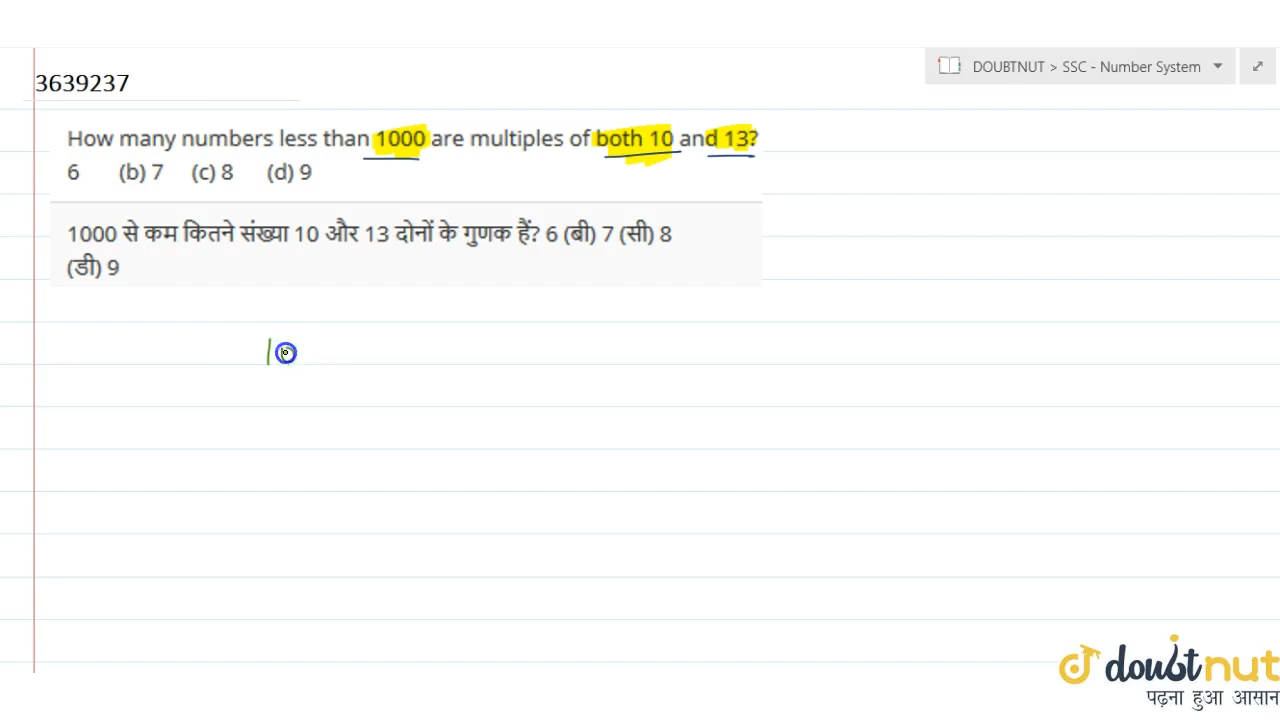 3639237
DOUBTNUT > SSC - Number System
How many numbers less than 1000 are multiples of both 10 and 13?
6 (b) 7 (c) 8 (d) 9
1000 से कम कितने संख्या 10 और 13 दोनों के गुणक हैं? 6 (बी) 7 (सी) 8
(डी) 9
10
doubtnut
पढ़ना हुआ आसान